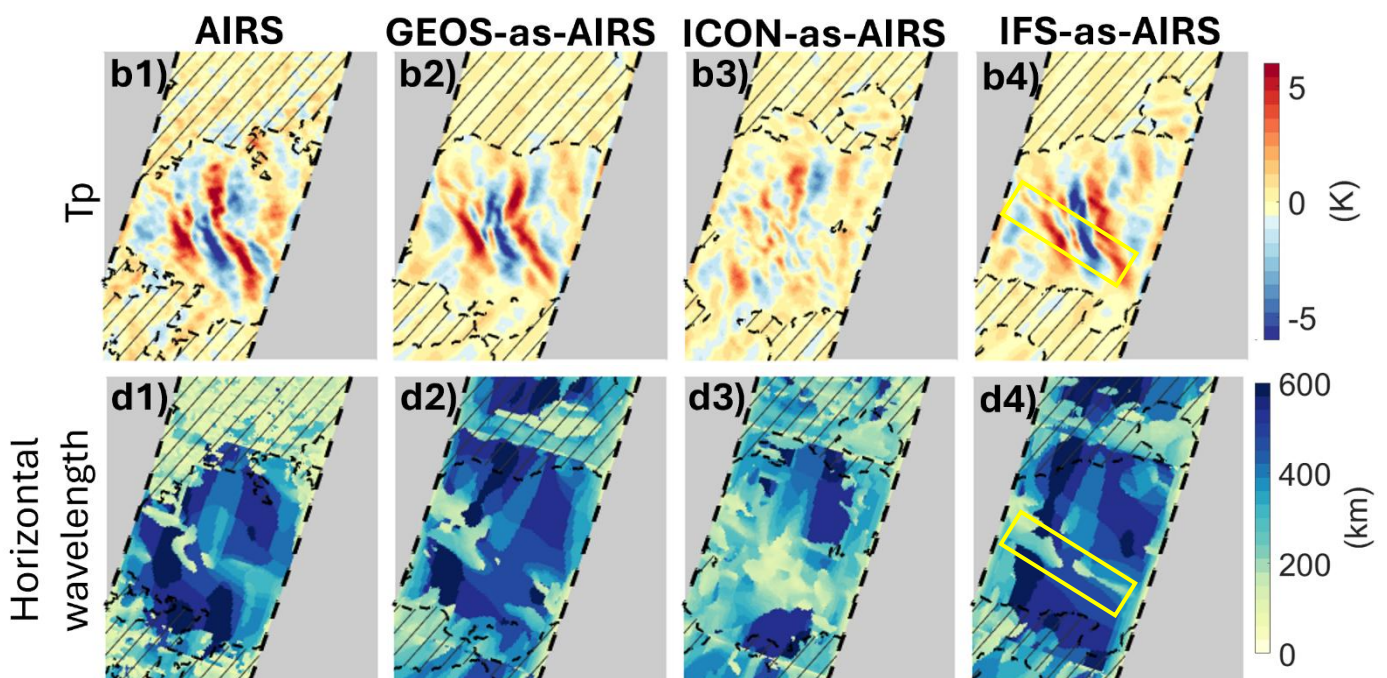 AIRS GEOS-as-AIRS ICON-as-AIRS IFS-as-AIRS
b1) b2) b3) b4)
Tp
5
0
-5
(K)
d1) d2) d3) d4)
Horizontal
wavelength
600
400
200
0
(km)